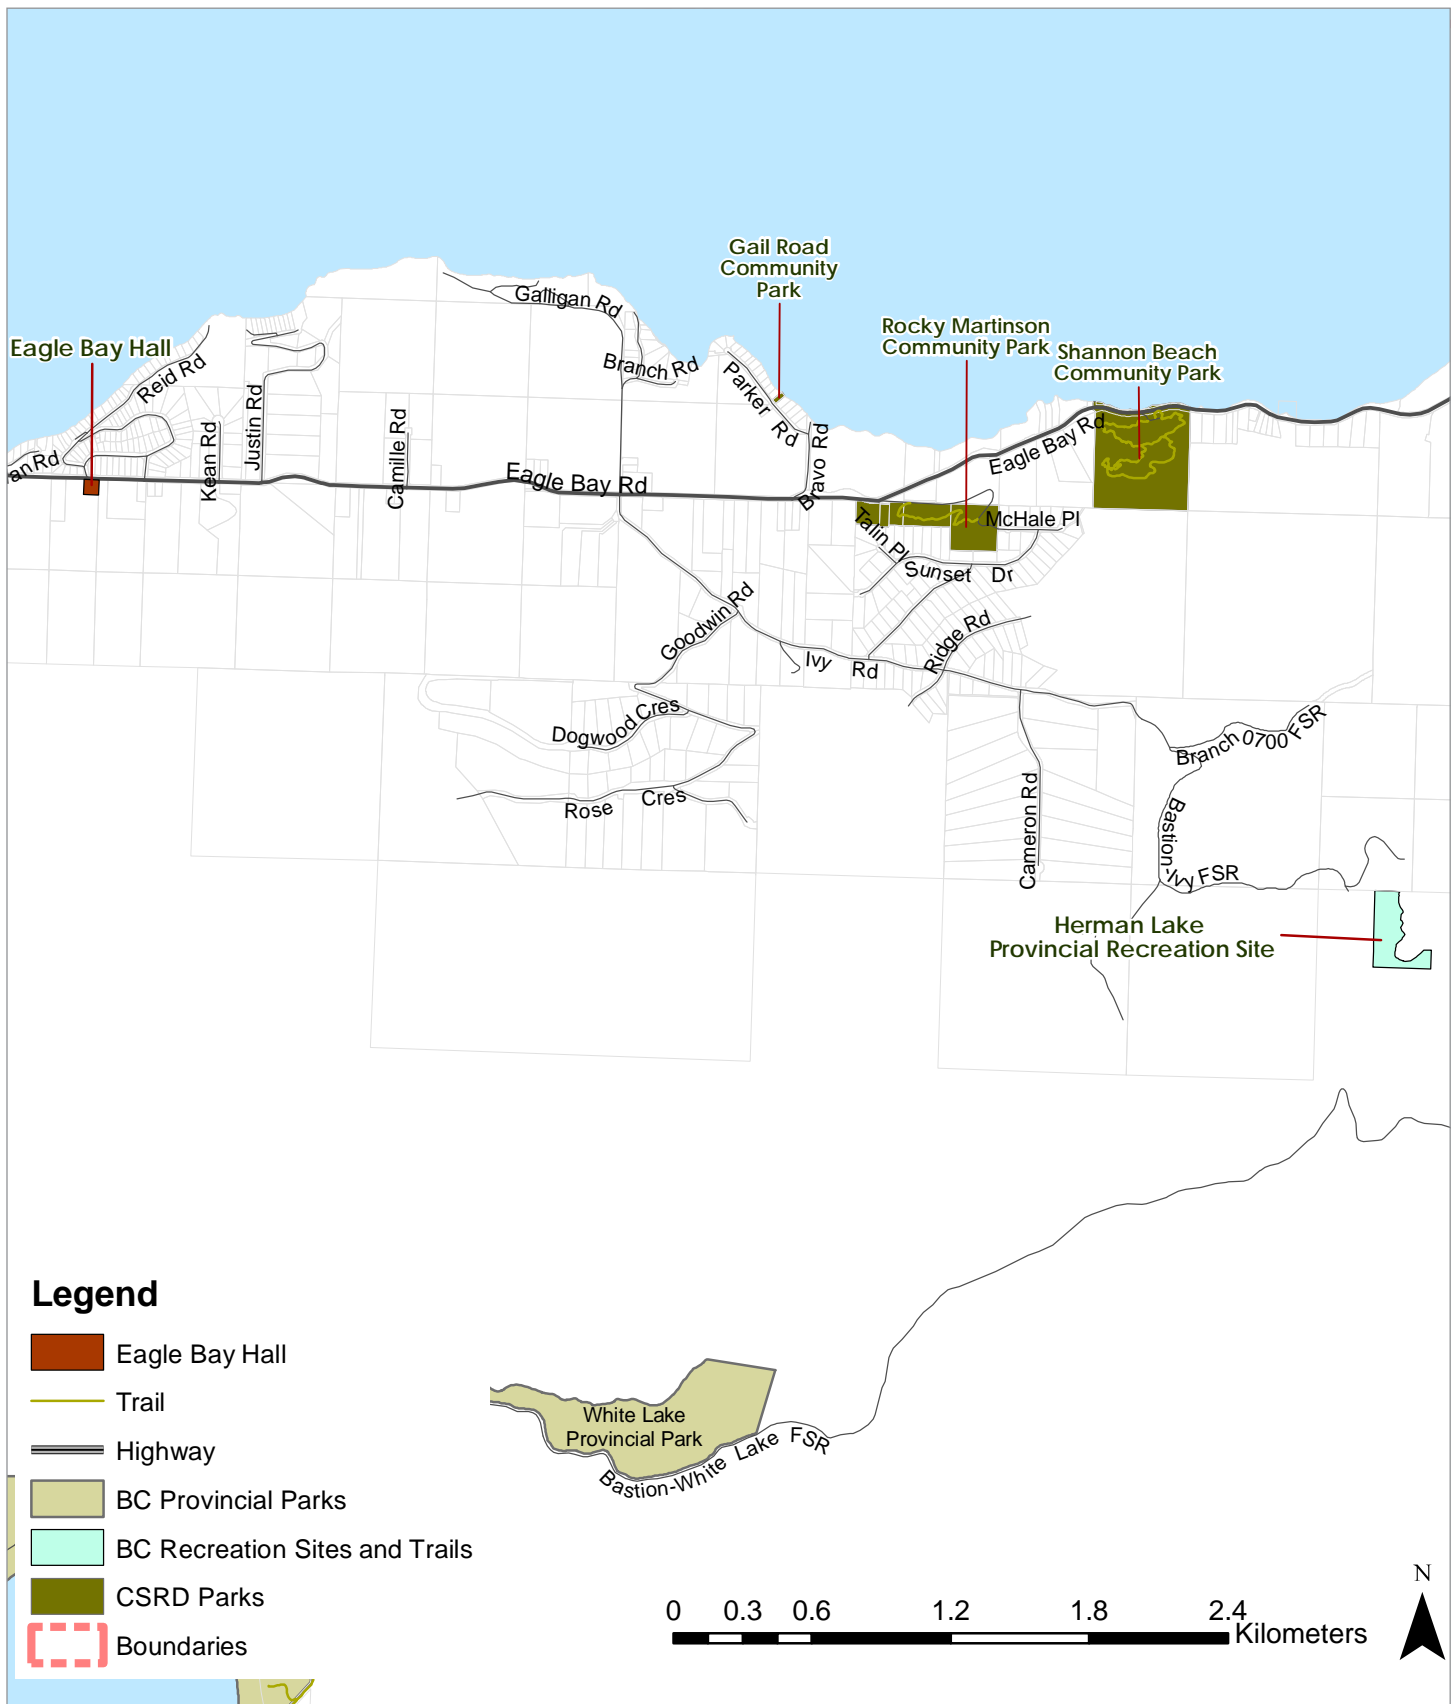 Gail Road
Community
Park
Galligan Rd
Rocky Martinson
Community Park
Shannon Beach
Community Park
Eagle Bay Hall
Reid Rd
Branch Rd
Parker Rd
Justin Rd
Kean Rd
Camille Rd
Bravo Rd
Eagle Bay Rd
an Rd
Eagle Bay Rd
McHale Pl
Talin Pl
Sunset Dr
Goodwin Rd
Ridge Rd
Ivy Rd
Dogwood Cres
Rose Cres
Branch 0700 FSR
Cameron Rd
Bastion-Ivy FSR
Herman Lake
Provincial Recreation Site
White Lake
Provincial Park
Bastion-White Lake FSR
Legend
Eagle Bay Hall
Trail
Highway
BC Provincial Parks
BC Recreation Sites and Trails
CSRD Parks
Boundaries
0 0.3 0.6 1.2 1.8 2.4
Kilometers
N